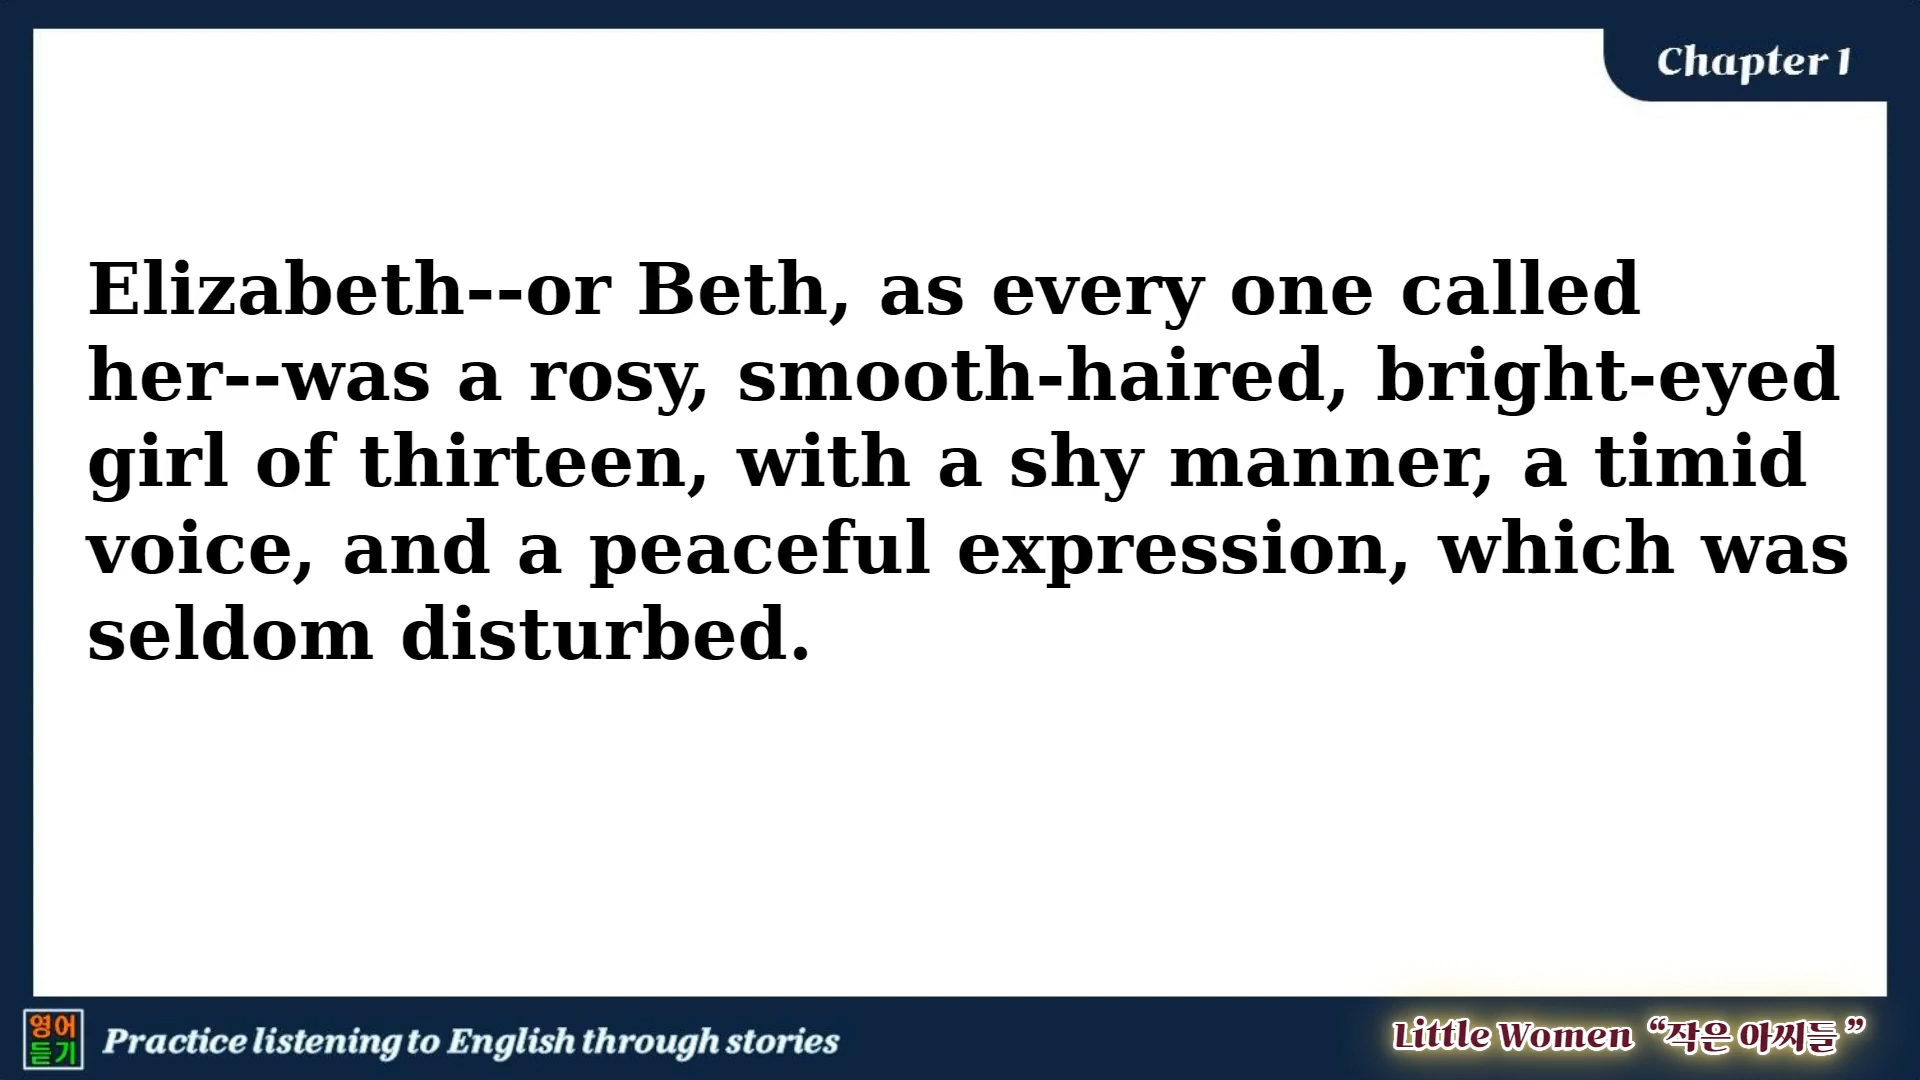 Chapter 1
Elizabeth--or Beth, as every one called
her--was a rosy, smooth-haired, bright-eyed
girl of thirteen, with a shy manner, a timid
voice, and a peaceful expression, which was
seldom disturbed.
영어
듣기
Practice listening to English through stories
Little Women “작은 아씨들”